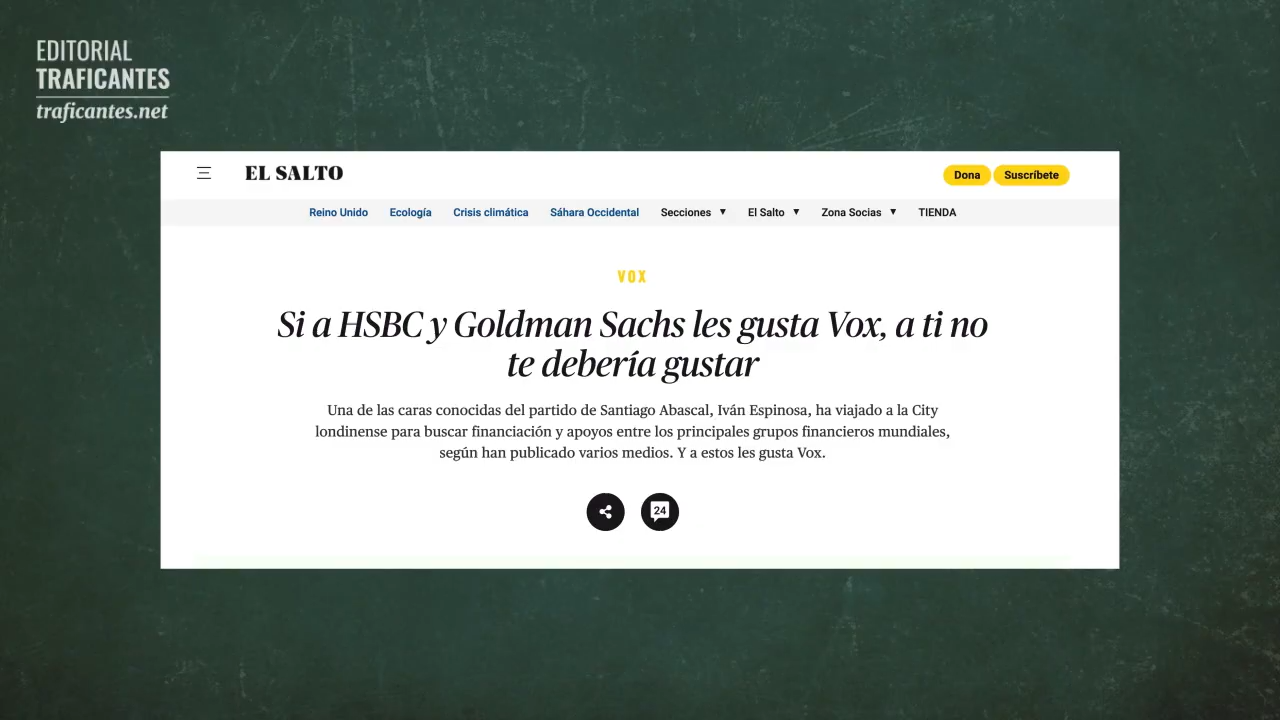 EDITORIAL
TRAFICANTES
traficantes.net
EL SALTO
Dona Suscríbete
Reino Unido Ecología Crisis climática Sáhara Occidental Secciones El Salto Zona Socias TIENDA
VOX
Si a HSBC y Goldman Sachs les gusta Vox, a ti no
te debería gustar
Una de las caras conocidas del partido de Santiago Abascal, Iván Espinosa, ha viajado a la City
londinense para buscar financiación y apoyos entre los principales grupos financieros mundiales,
según han publicado varios medios. Y a estos les gusta Vox.
24